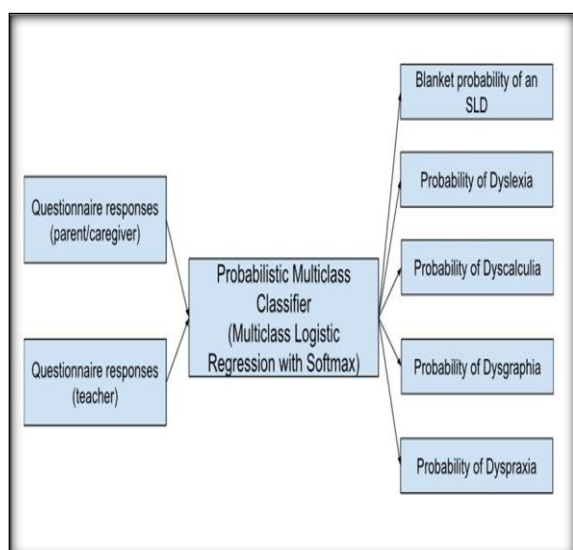 Questionnaire responses
(parent/caregiver)
Questionnaire responses
(teacher)
Probabilistic Multiclass
Classifier
(Multiclass Logistic
Regression with Softmax)
Blanket probability of an
SLD
Probability of Dyslexia
Probability of Dyscalculia
Probability of Dysgraphia
Probability of Dyspraxia